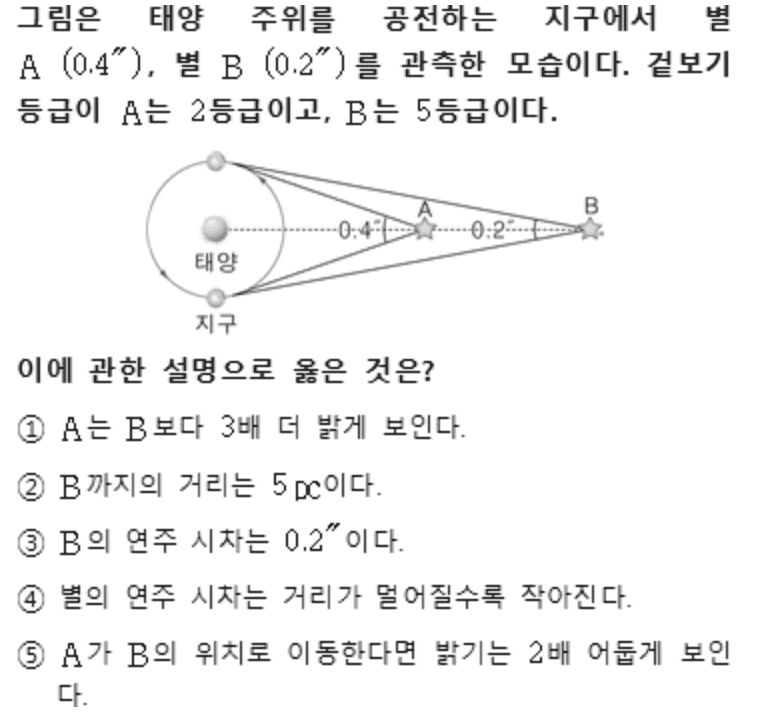 그림은 태양 주위를 공전하는 지구에서 별
A (0.4″), 별 B (0.2″)를 관측한 모습이다. 겉보기
등급이 A는 2등급이고, B는 5등급이다.
A
B
0.4″
0.2″
태양
지구
이에 관한 설명으로 옳은 것은?
① A는 B보다 3배 더 밝게 보인다.
② B까지의 거리는 5pc이다.
③ B의 연주 시차는 0.2″이다.
④ 별의 연주 시차는 거리가 멀어질수록 작아진다.
⑤ A가 B의 위치로 이동한다면 밝기는 2배 어둡게 보인
다.